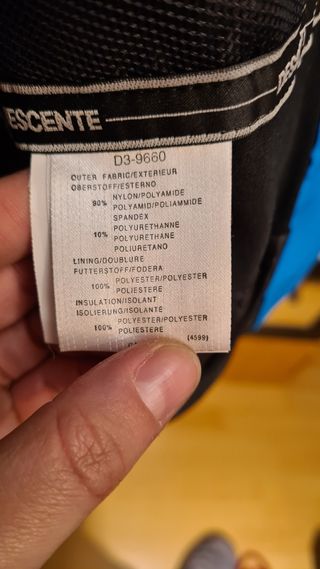 ESCENTE
D3-9660
OUTER FABRIC/EXTERIEUR
OBERSTOFF/ESTERNO
90% NYLON/POLYAMIDE
POLYAMID/POLIAMMIDE
SPANDEX
10% POLYURETHANNE
POLYURETHANE
POLIURETANO
LINING/DOUBLURE
FUTTERSTOFF/FODERA
100% POLYESTER/POLYESTER
POLIESTERE
INSULATION/ISOLANT
ISOLIERUNG/ISOLANTE
100% POLYESTER/POLYESTER
POLIESTERE
(4599)